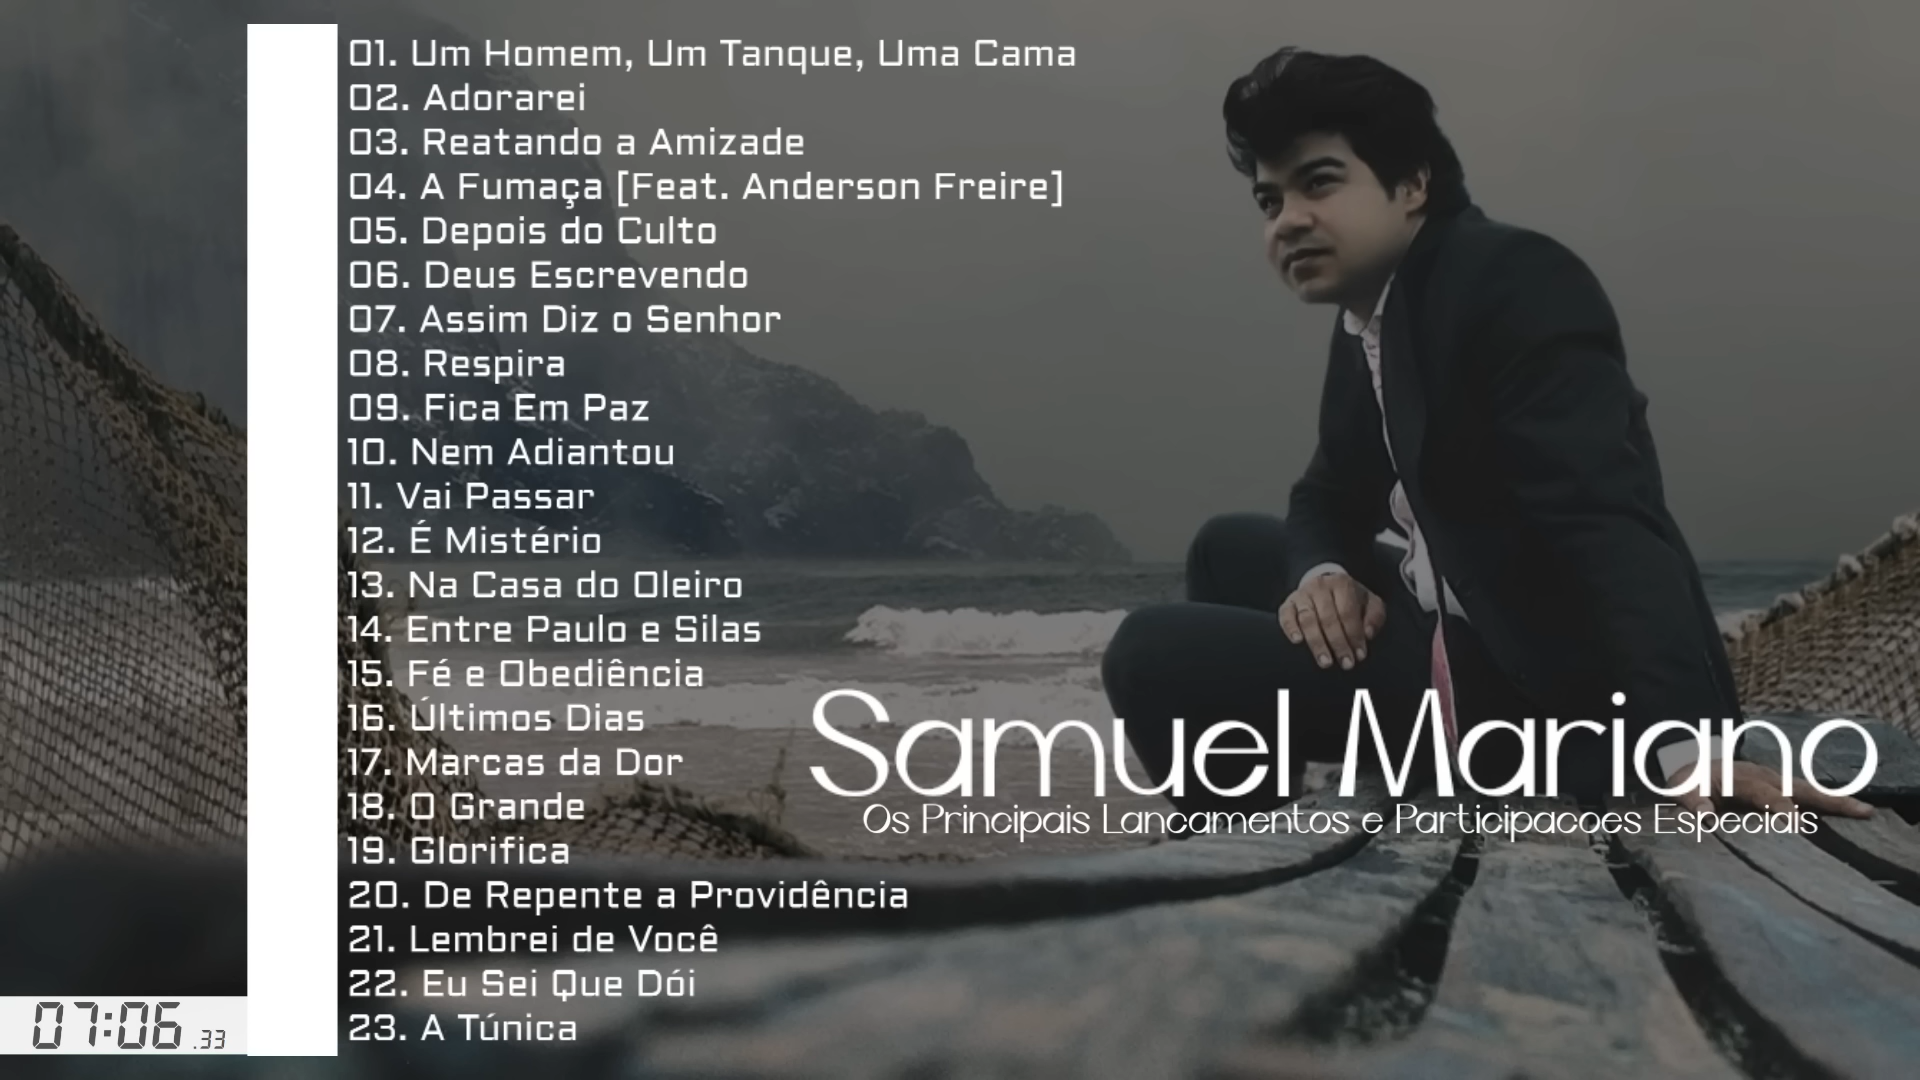 01. Um Homem, Um Tanque, Uma Cama
02. Adorarei
03. Reatando a Amizade
04. A Fumaça [Feat. Anderson Freire]
05. Depois do Culto
06. Deus Escrevendo
07. Assim Diz o Senhor
08. Respira
09. Fica Em Paz
10. Nem Adiantou
11. Vai Passar
12. É Mistério
13. Na Casa do Oleiro
14. Entre Paulo e Silas
15. Fé e Obediência
16. Últimos Dias
17. Marcas da Dor
18. O Grande
19. Glorifica
20. De Repente a Providência
21. Lembrei de Você
22. Eu Sei Que Dói
23. A Túnica
Samuel Mariano
Os Principais Lancamentos e Participacoes Especiais
07:06.33